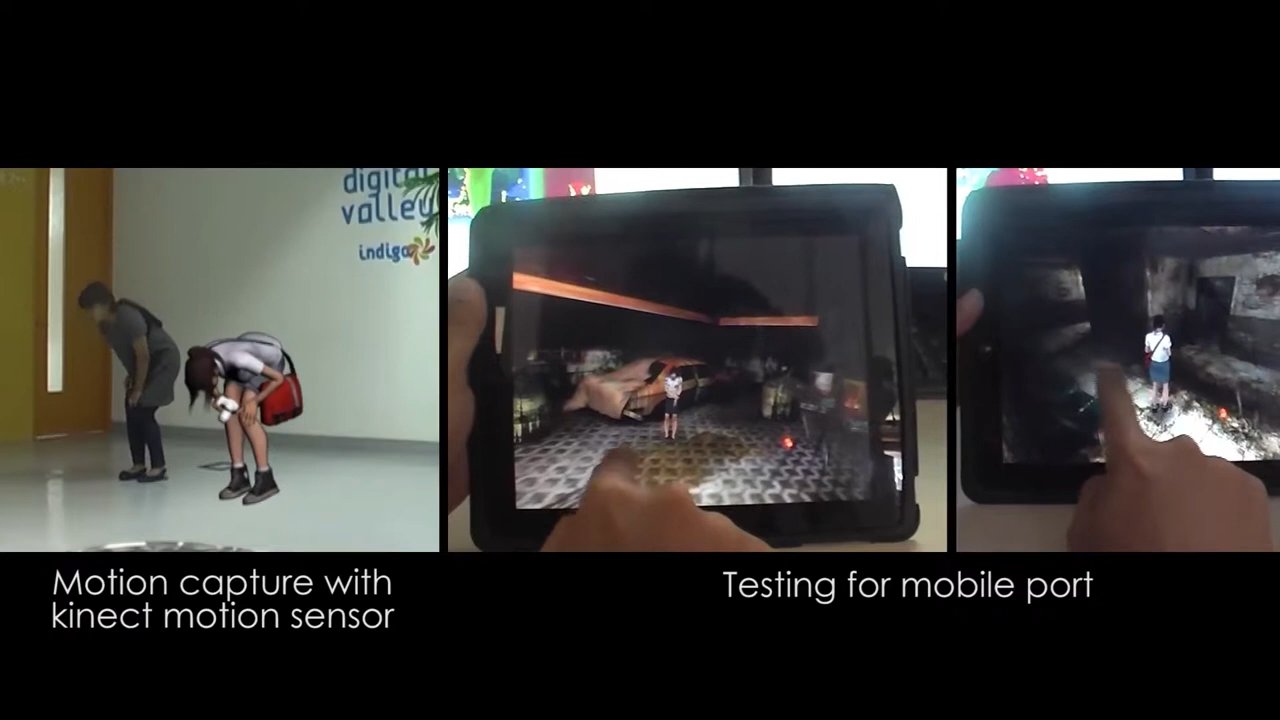 digital
valley
indigo
Motion capture with
kinect motion sensor
Testing for mobile port